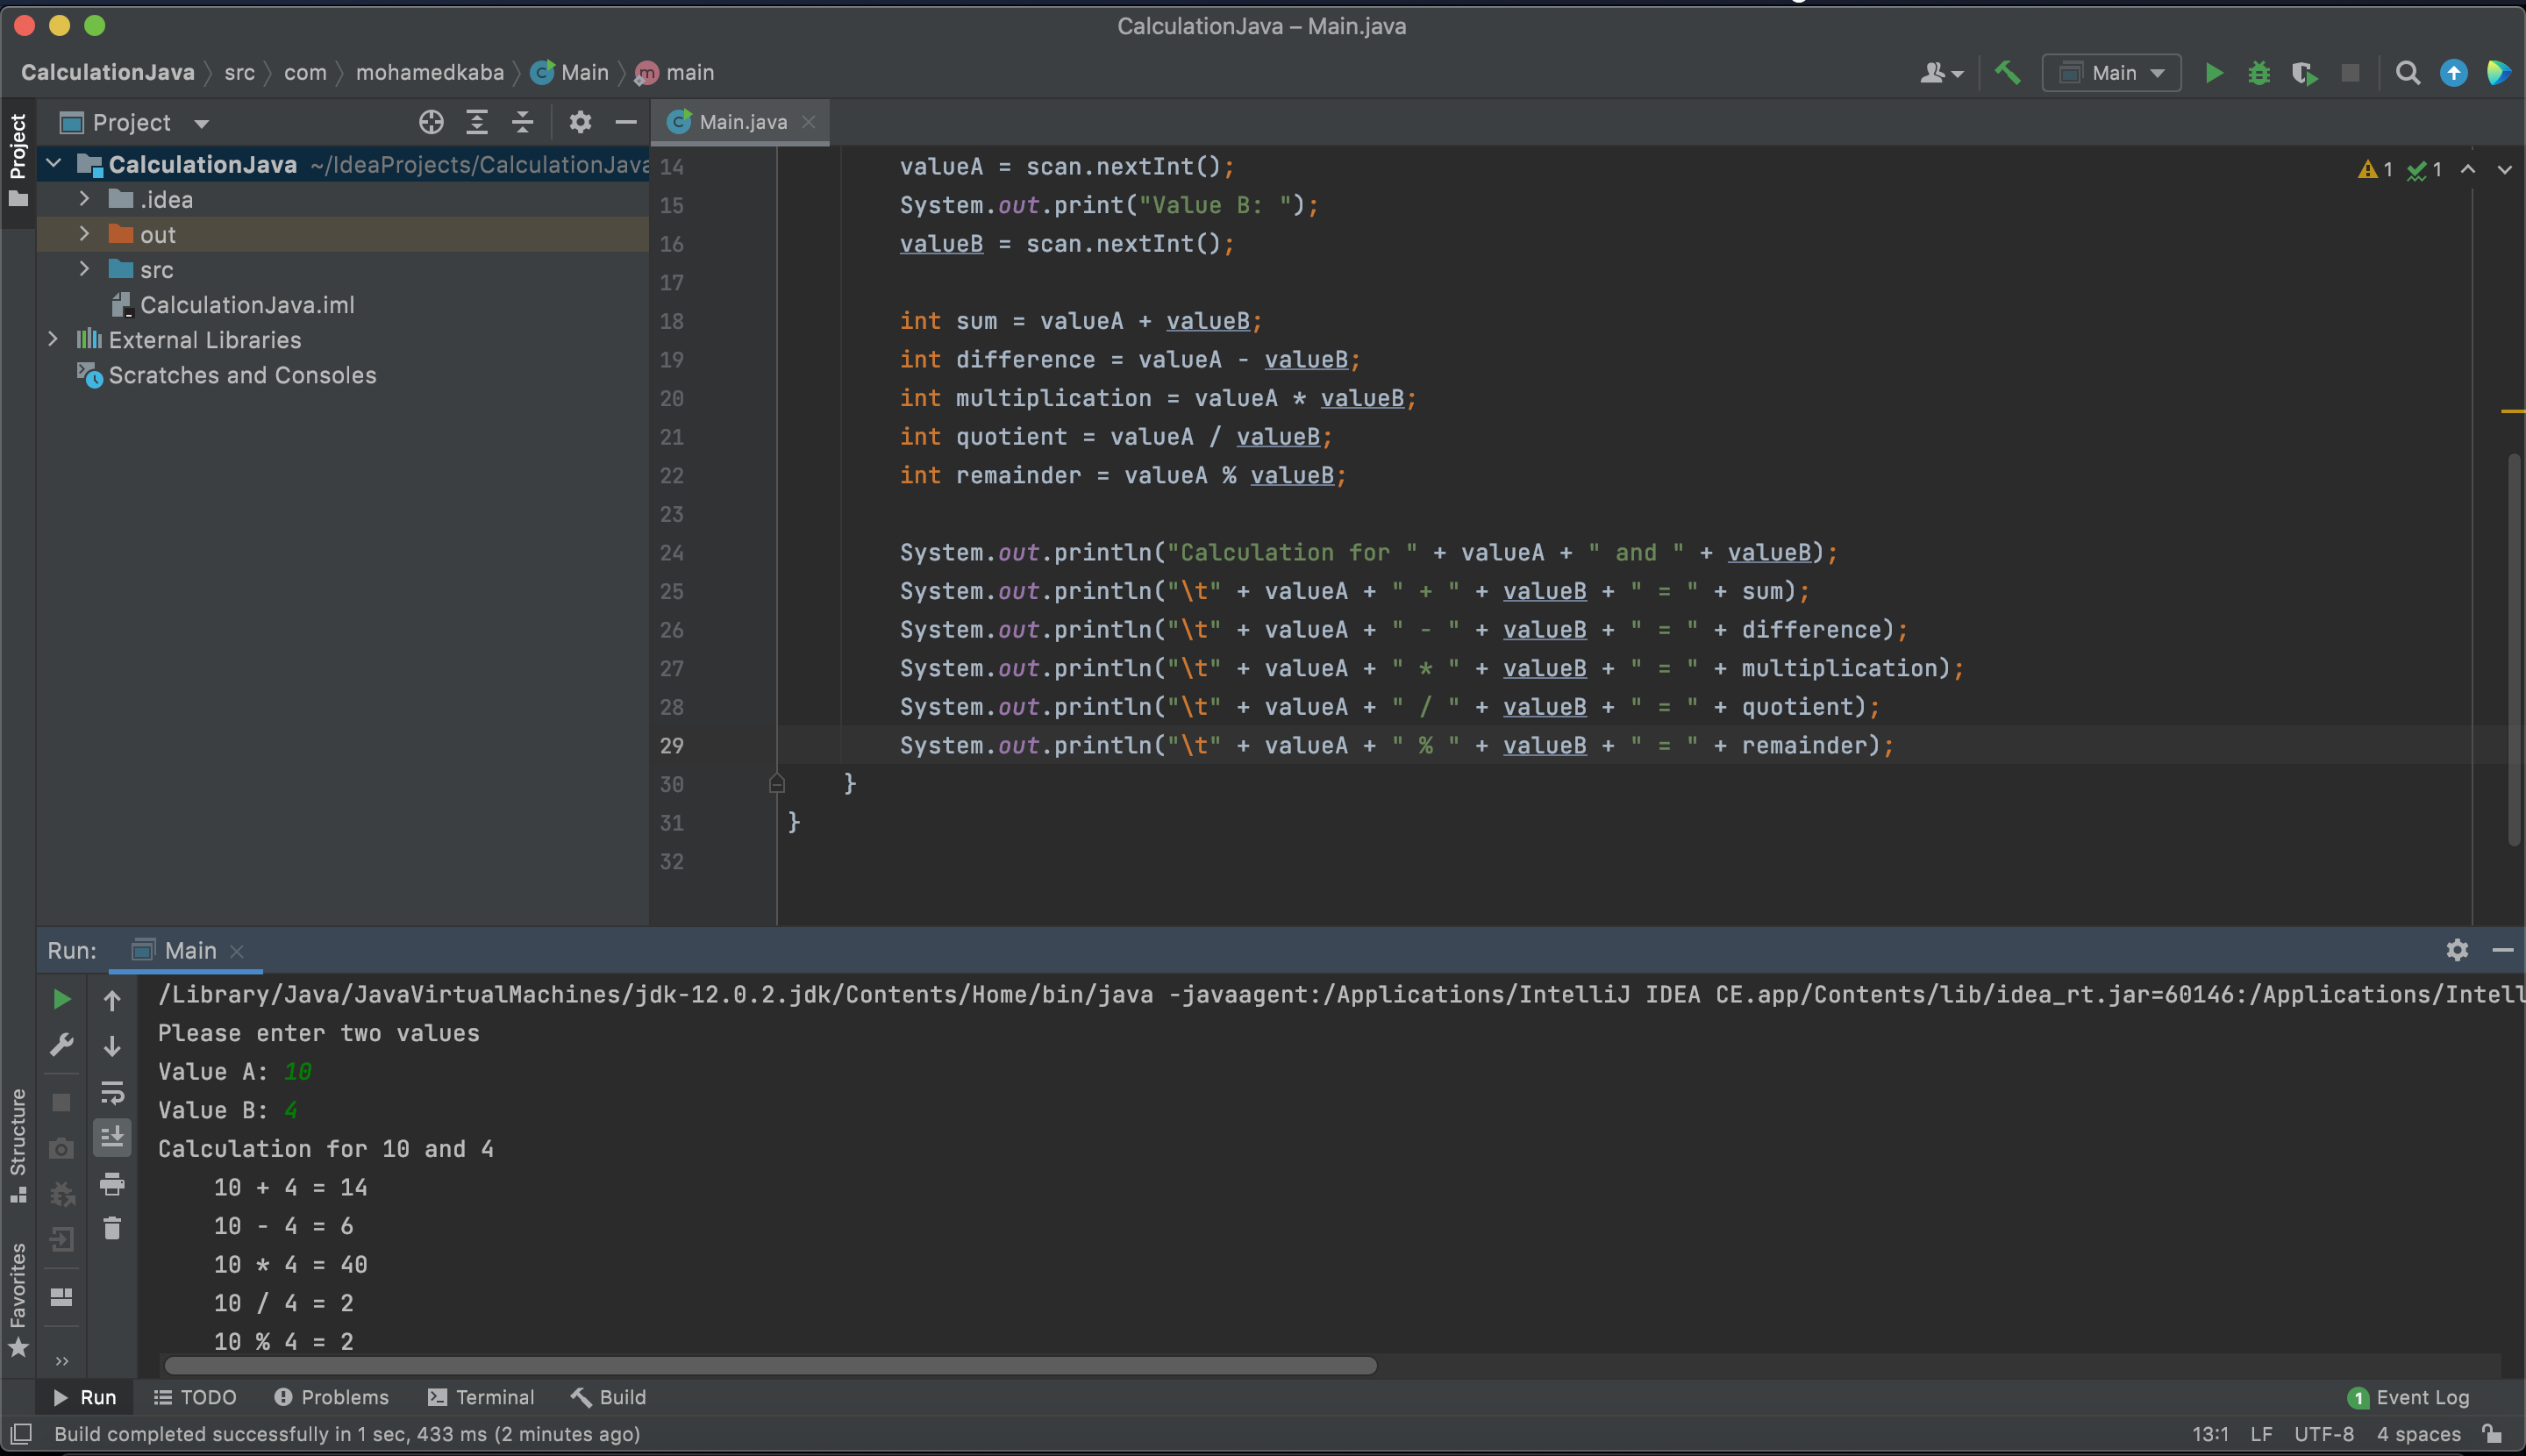 CalculationJava – Main.java
CalculationJava src com mohamedkaba Main main
Main
Project
Project
Main.java
CalculationJava ~/IdeaProjects/CalculationJava
.idea
out
src
CalculationJava.iml
External Libraries
Scratches and Consoles
1 1
14 valueA = scan.nextInt();
15 System.out.print("Value B: ");
16 valueB = scan.nextInt();
17
18 int sum = valueA + valueB;
19 int difference = valueA - valueB;
20 int multiplication = valueA * valueB;
21 int quotient = valueA / valueB;
22 int remainder = valueA % valueB;
23
24 System.out.println("Calculation for " + valueA + " and " + valueB);
25 System.out.println("\t" + valueA + " + " + valueB + " = " + sum);
26 System.out.println("\t" + valueA + " - " + valueB + " = " + difference);
27 System.out.println("\t" + valueA + " * " + valueB + " = " + multiplication);
28 System.out.println("\t" + valueA + " / " + valueB + " = " + quotient);
29 System.out.println("\t" + valueA + " % " + valueB + " = " + remainder);
30 }
31 }
32
Run: Main
/Library/Java/JavaVirtualMachines/jdk-12.0.2.jdk/Contents/Home/bin/java -javaagent:/Applications/IntelliJ IDEA CE.app/Contents/lib/idea_rt.jar=60146:/Applications/Intell
Please enter two values
Value A: 10
Value B: 4
Calculation for 10 and 4
10 + 4 = 14
10 - 4 = 6
10 * 4 = 40
10 / 4 = 2
10 % 4 = 2
Structure
Favorites
Run TODO Problems Terminal Build
1 Event Log
Build completed successfully in 1 sec, 433 ms (2 minutes ago)
13:1 LF UTF-8 4 spaces